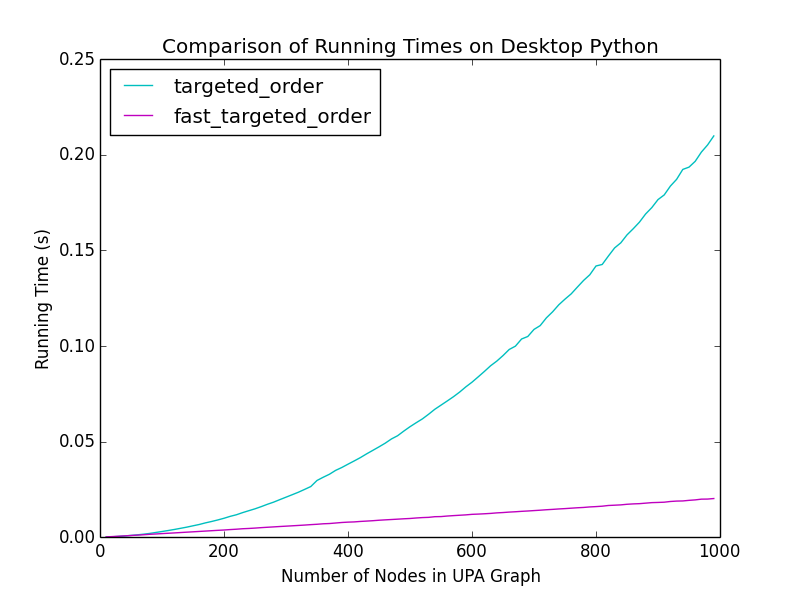 Comparison of Running Times on Desktop Python
targeted_order
fast_targeted_order
0.25
0.20
0.15
0.10
0.05
0.00
Running Time (s)
0 200 400 600 800 1000
Number of Nodes in UPA Graph